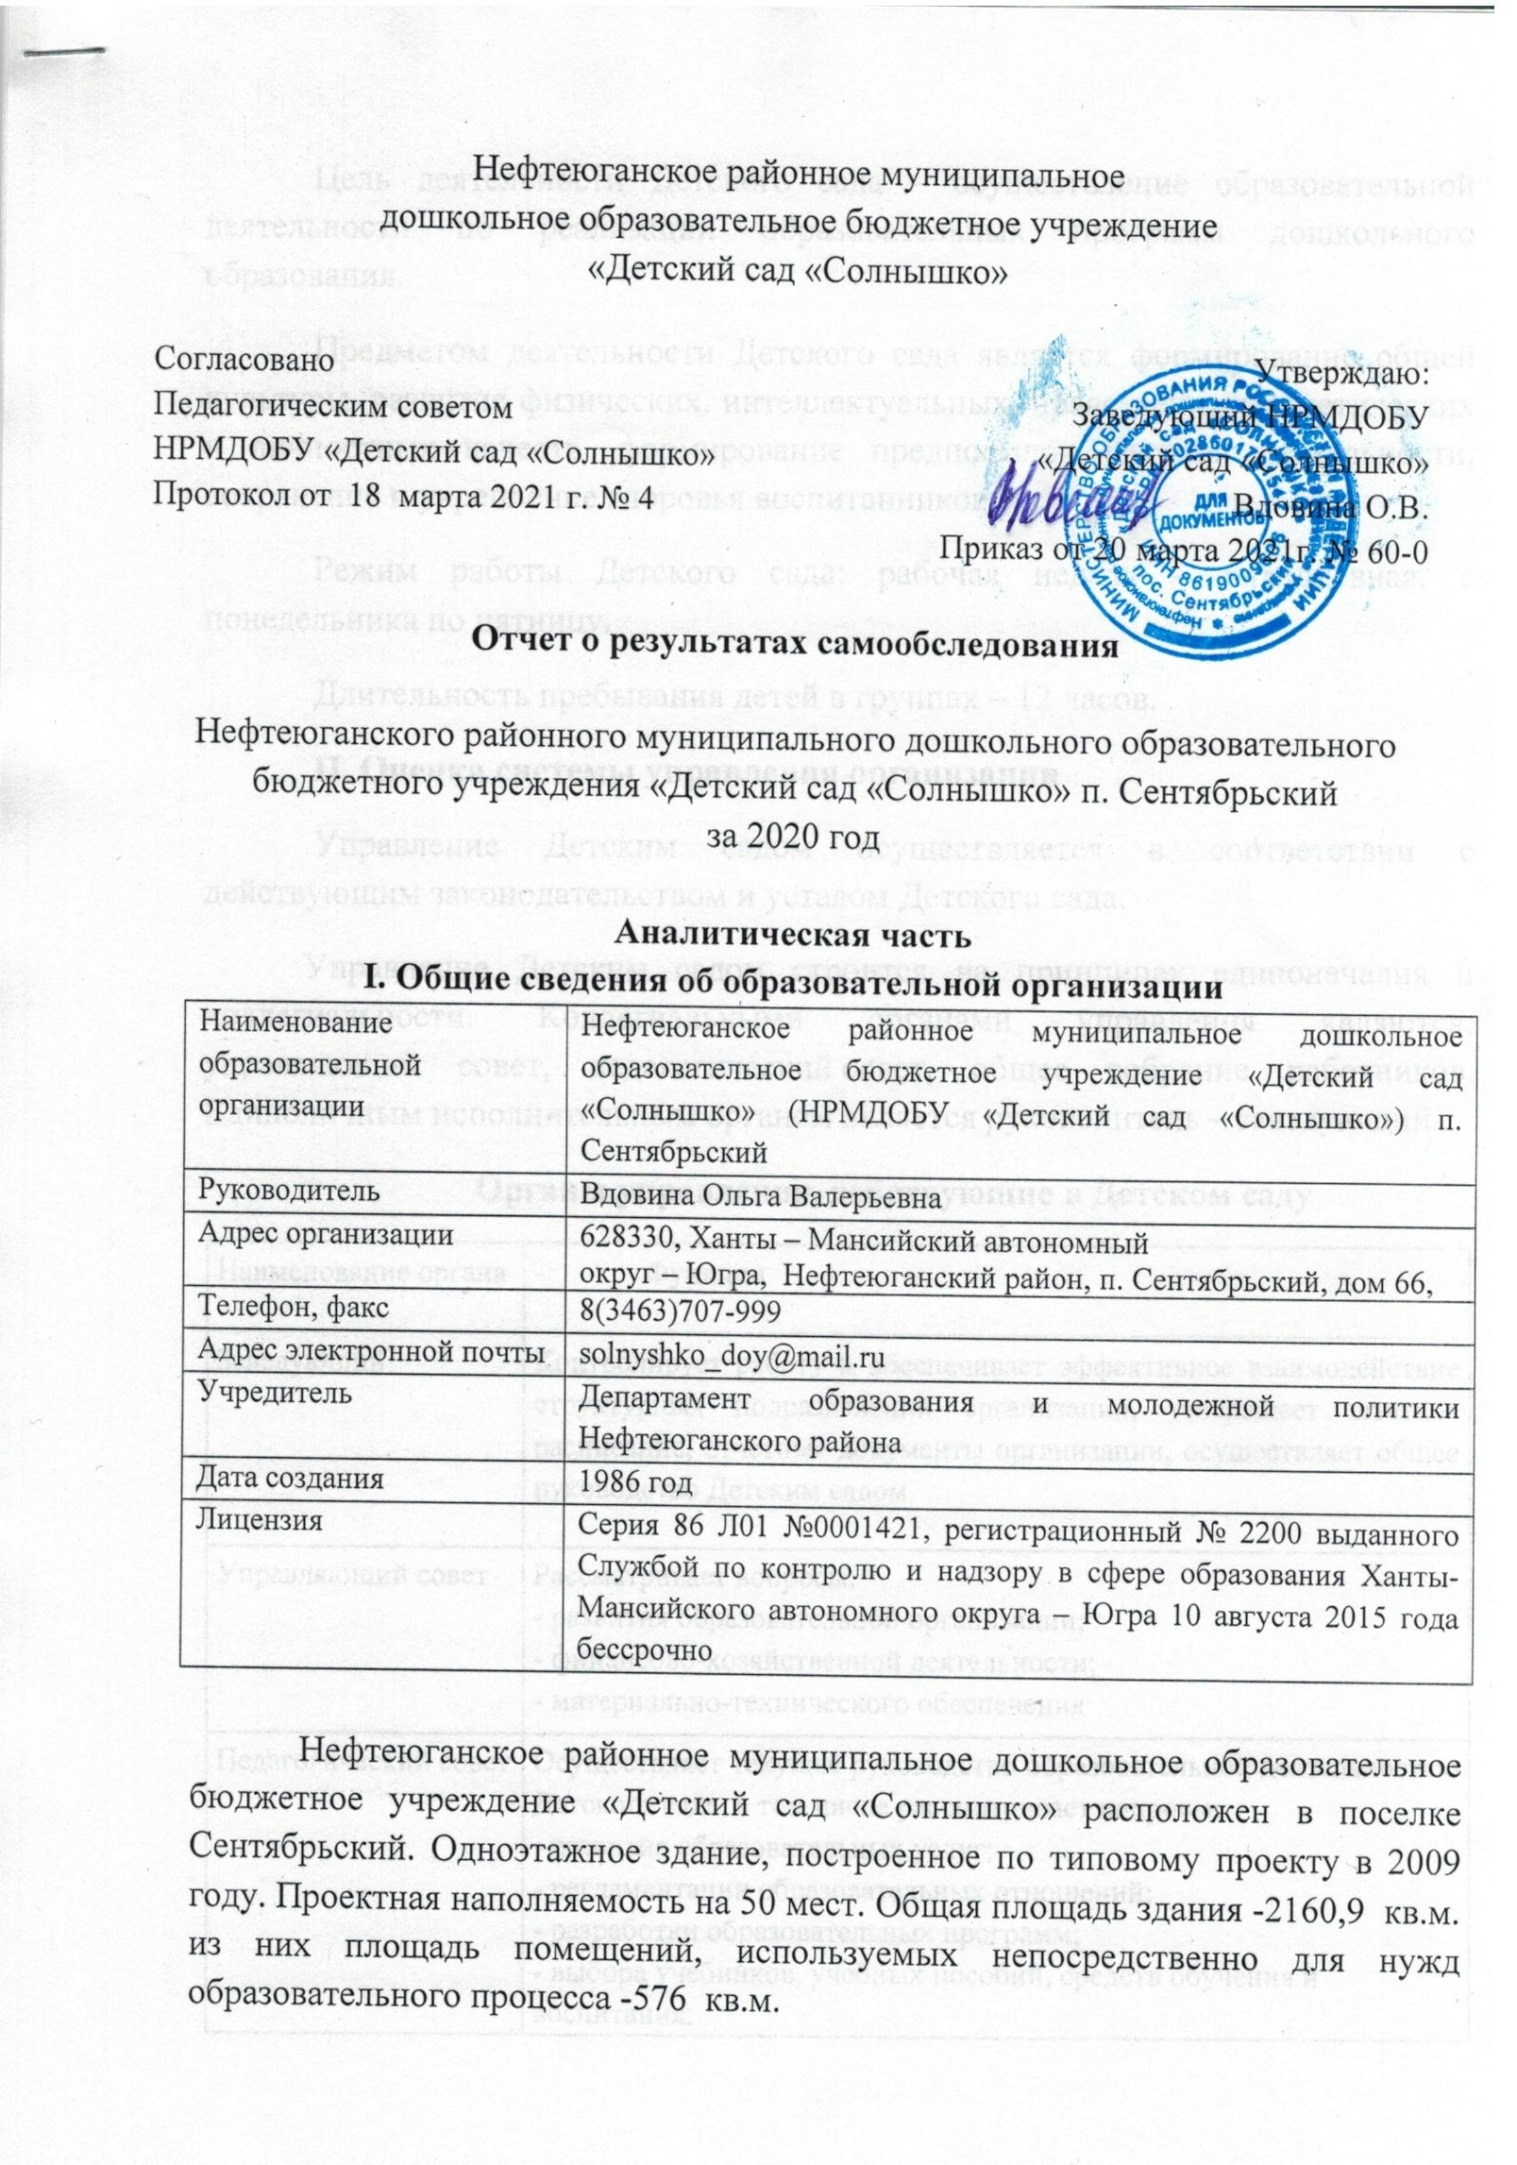 Нефтеюганское районное муниципальное
дошкольное образовательное бюджетное учреждение
«Детский сад «Солнышко»
Согласовано
Педагогическим советом
НРМДОБУ «Детский сад «Солнышко»
Протокол от 18 марта 2021 г. № 4
Утверждаю:
Заведующий НРМДОБУ
«Детский сад «Солнышко»
Вдовина О.В.
Приказ от 20 марта 2021г. № 60-0
ДЛЯ
ДОКУМЕНТОВ
пос. Сентябрьский
Отчет о результатах самообследования
Нефтеюганского районного муниципального дошкольного образовательного
бюджетного учреждения «Детский сад «Солнышко» п. Сентябрьский
за 2020 год
Аналитическая часть
I. Общие сведения об образовательной организации
Наименование
образовательной
организации
Нефтеюганское районное муниципальное дошкольное
образовательное бюджетное учреждение «Детский сад
«Солнышко» (НРМДОБУ «Детский сад «Солнышко») п.
Сентябрьский
Руководитель
Вдовина Ольга Валерьевна
Адрес организации
628330, Ханты – Мансийский автономный
округ – Югра, Нефтеюганский район, п. Сентябрьский, дом 66,
Телефон, факс
8(3463)707-999
Адрес электронной почты
solnyshko_doy@mail.ru
Учредитель
Департамент образования и молодежной политики
Нефтеюганского района
Дата создания
1986 год
Лицензия
Серия 86 Л01 №0001421, регистрационный № 2200 выданного
Службой по контролю и надзору в сфере образования Ханты-
Мансийского автономного округа – Югра 10 августа 2015 года
бессрочно
Нефтеюганское районное муниципальное дошкольное образовательное
бюджетное учреждение «Детский сад «Солнышко» расположен в поселке
Сентябрьский. Одноэтажное здание, построенное по типовому проекту в 2009
году. Проектная наполняемость на 50 мест. Общая площадь здания -2160,9 кв.м.
из них площадь помещений, используемых непосредственно для нужд
образовательного процесса -576 кв.м.